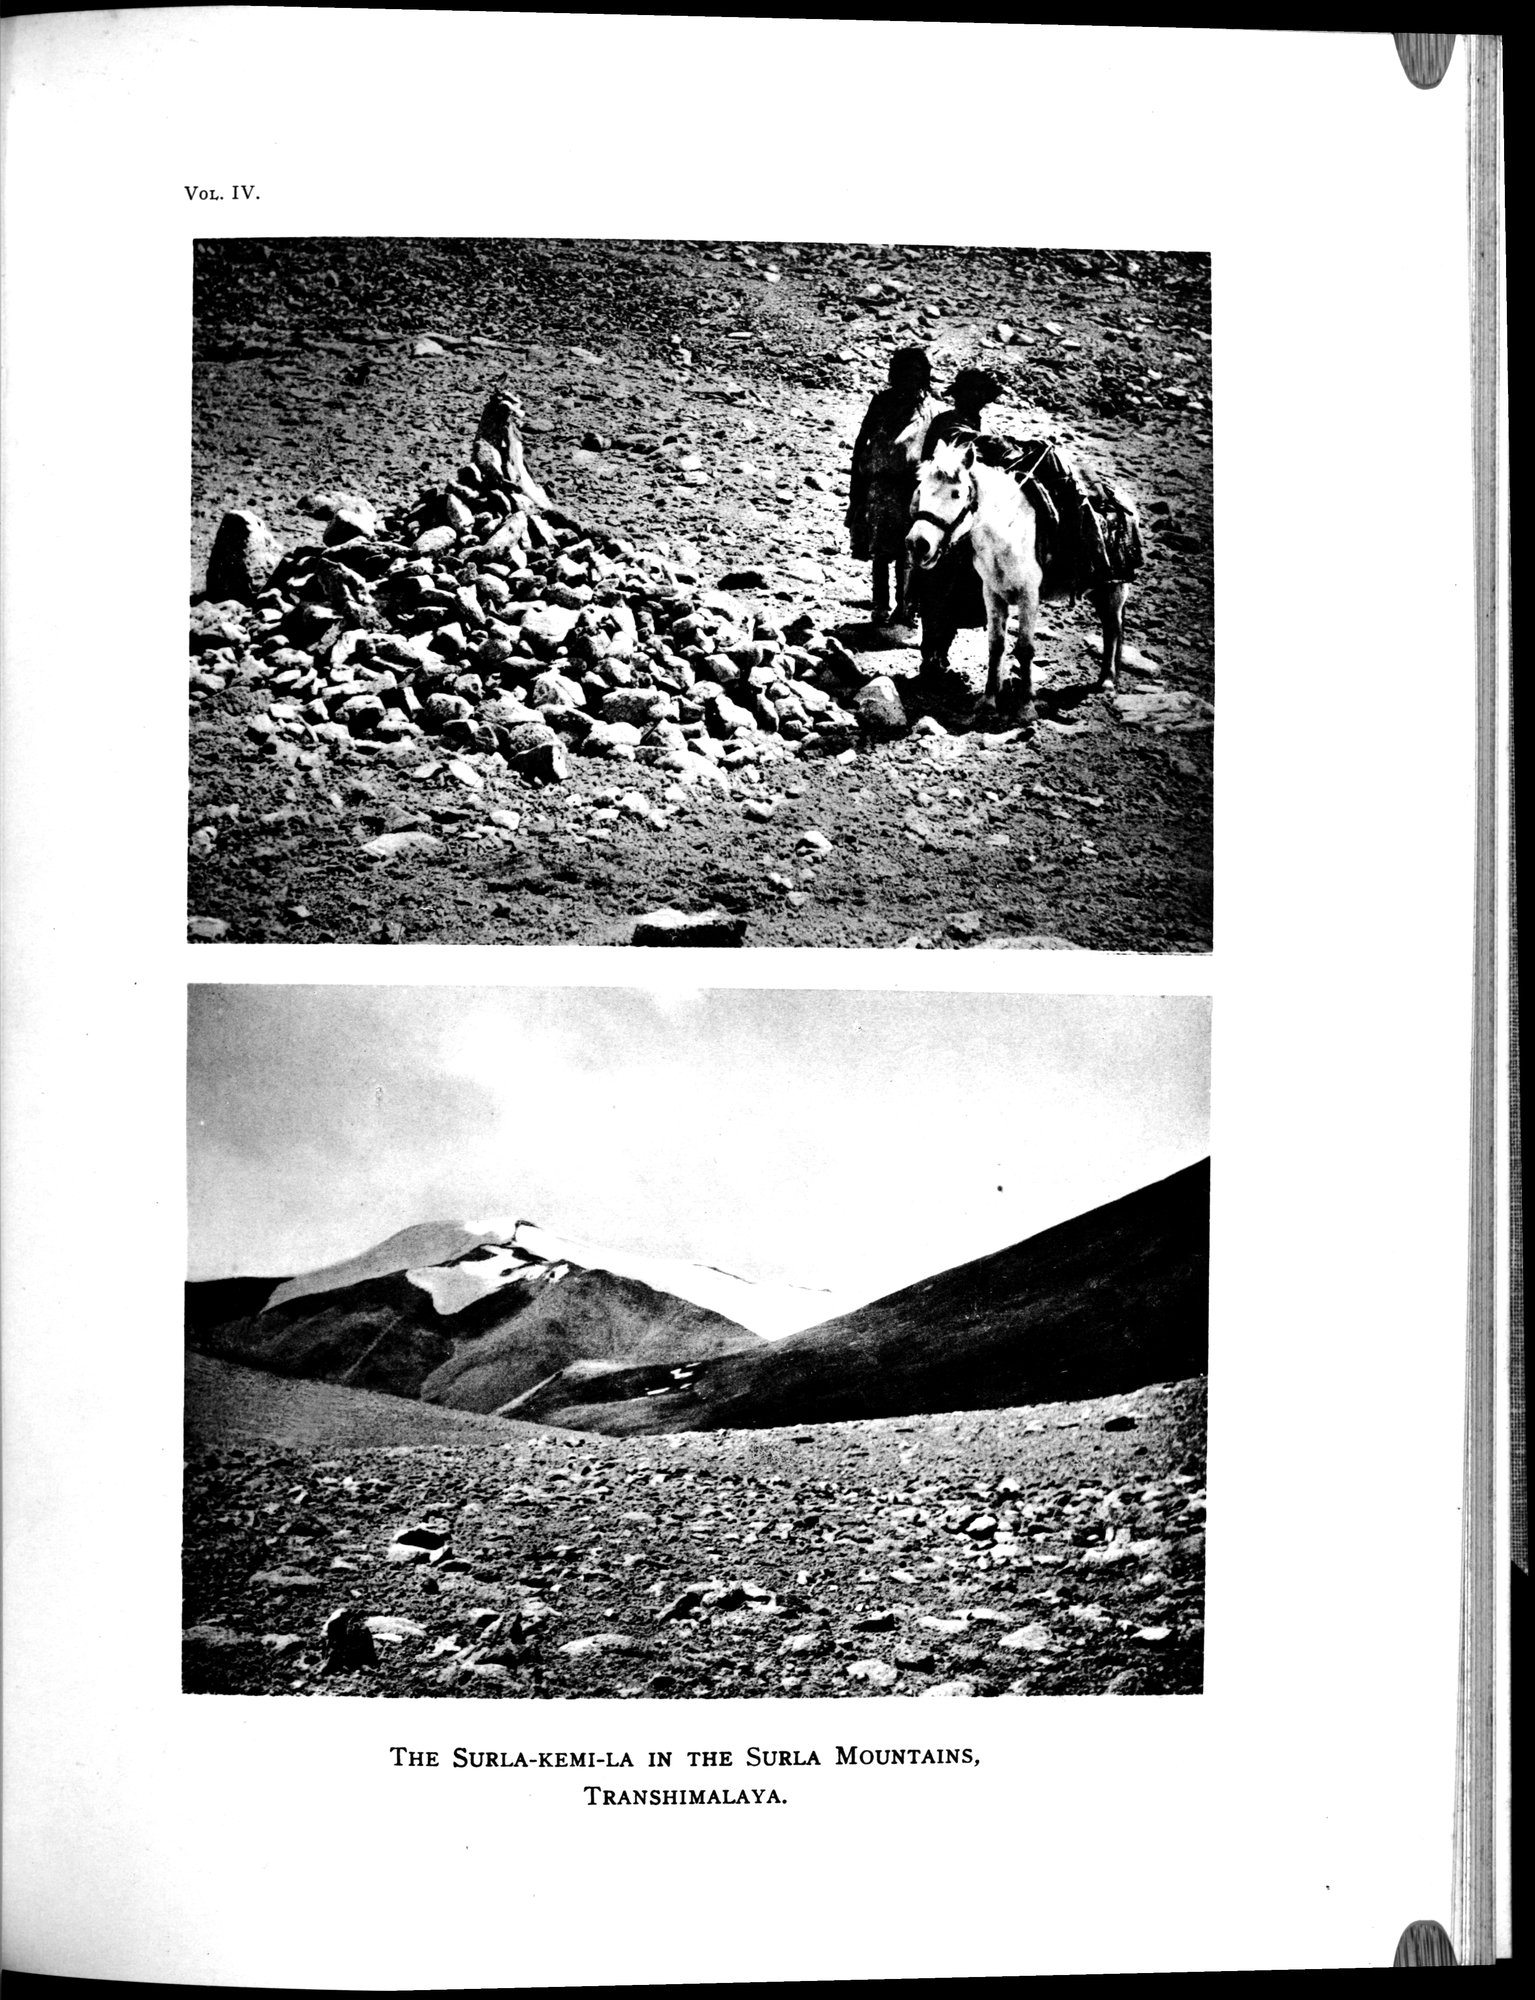 Vol. IV.
The Surla-kemi-la in the Surla Mountains,
Transhimalaya.